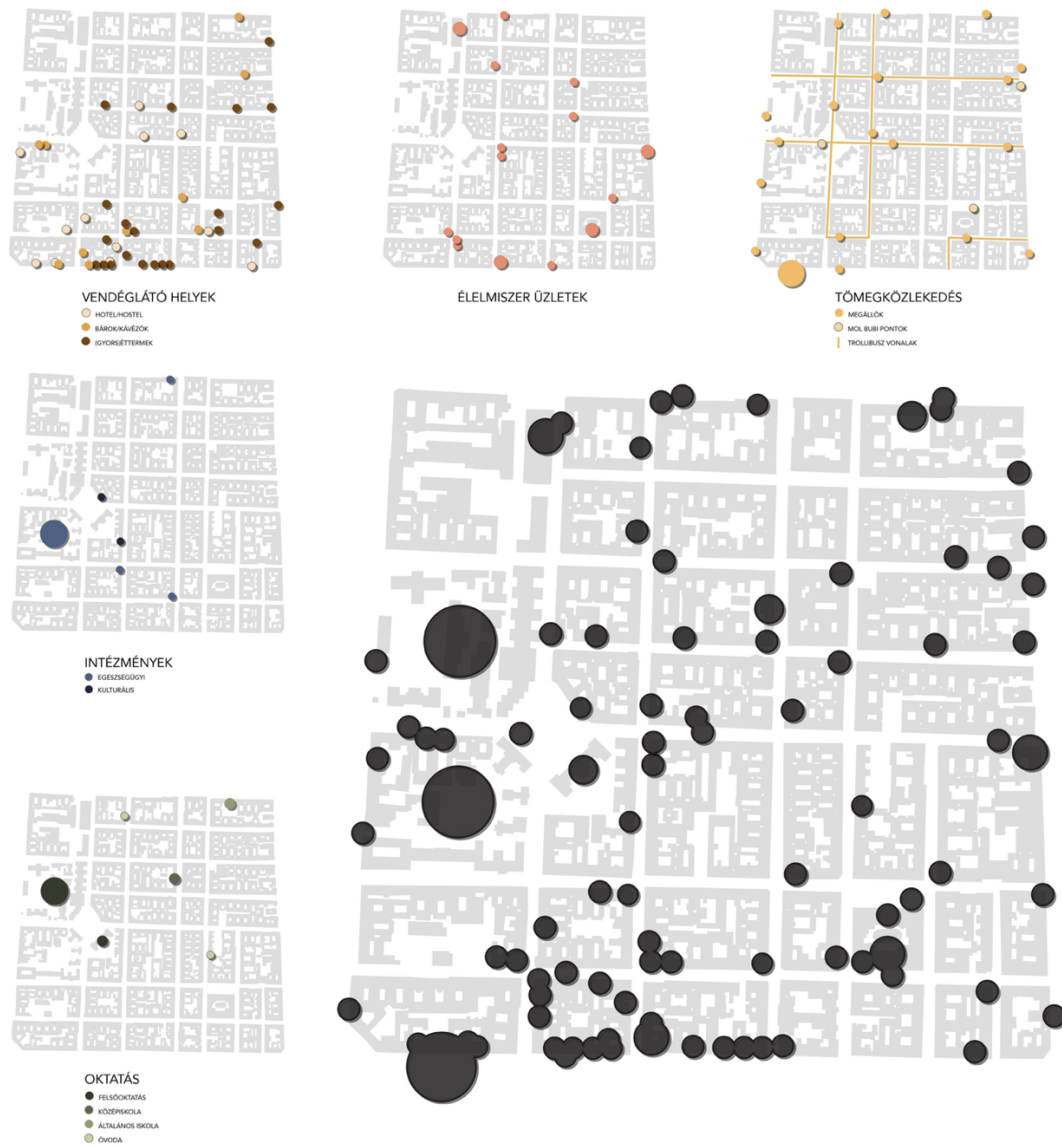 VENDÉGLÁTÓ HELYEK
HOTEL/HOSTEL
BÁROK/KÁVÉZÓK
(GYORS)ÉTTERMEK
ÉLELMISZER ÜZLETEK
TÖMEGKÖZLEKEDÉS
MEGÁLLÓK
MOL BUBI PONTOK
TROLLIBUSZ VONALAK
INTÉZMÉNYEK
EGÉSZSÉGÜGYI
KULTURÁLIS
OKTATÁS
FELSŐOKTATÁS
KÖZÉPISKOLA
ÁLTALÁNOS ISKOLA
ÓVODA